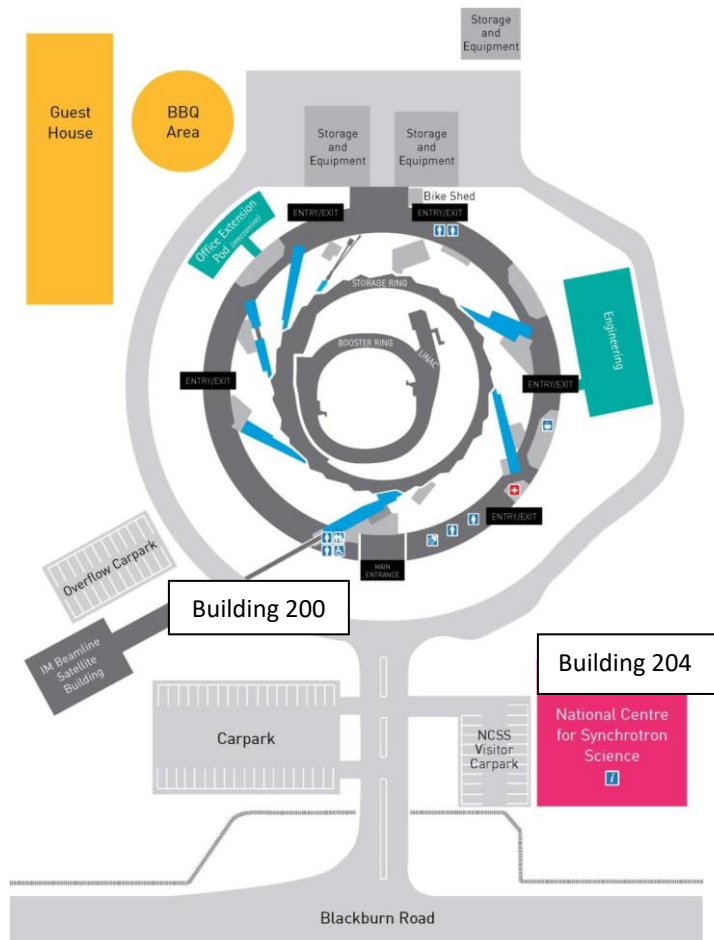 Storage
and
Equipment
Guest
House
BBQ
Area
Storage
and
Equipment
Storage
and
Equipment
Bike Shed
ENTRY/EXIT
ENTRY/EXIT
Office Extension
Pod (mezzanine)
STORAGE RING
Engineering
BOOSTER RING
LINAC
ENTRY/EXIT
ENTRY/EXIT
ENTRY/EXIT
MAIN
ENTRANCE
Overflow Carpark
Building 200
IM Beamline
Satellite
Building
Building 204
Carpark
NCSS
Visitor
Carpark
National Centre
for Synchrotron
Science
i
Blackburn Road